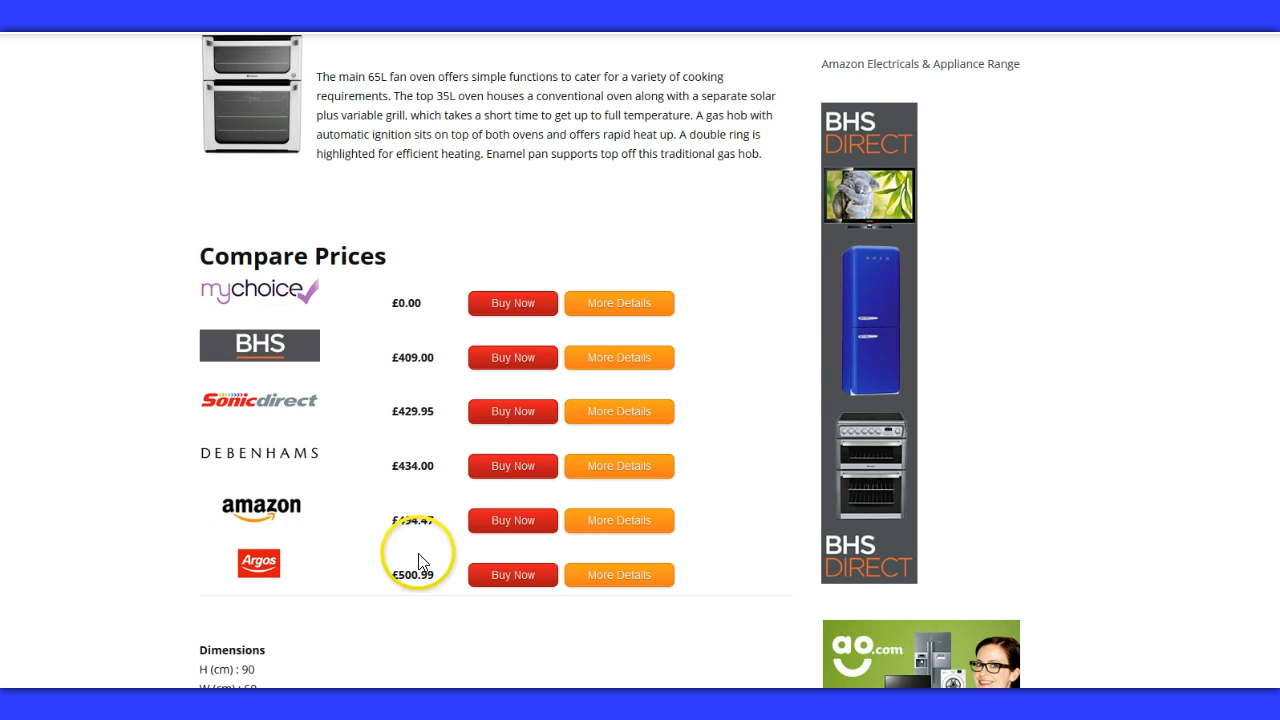 The main 65L fan oven offers simple functions to cater for a variety of cooking
requirements. The top 35L oven houses a conventional oven along with a separate solar
plus variable grill, which takes a short time to get up to full temperature. A gas hob with
automatic ignition sits on top of both ovens and offers rapid heat up. A double ring is
highlighted for efficient heating. Enamel pan supports top off this traditional gas hob.
Compare Prices
mychoice
£0.00 Buy Now More Details
BHS
£409.00 Buy Now More Details
Sonicdirect
£429.95 Buy Now More Details
DEBENHAMS
£434.00 Buy Now More Details
amazon
Buy Now More Details
Argos
£500.99 Buy Now More Details
Dimensions
H (cm) : 90
Amazon Electricals & Appliance Range
BHS
DIRECT
BHS
DIRECT
ao.com